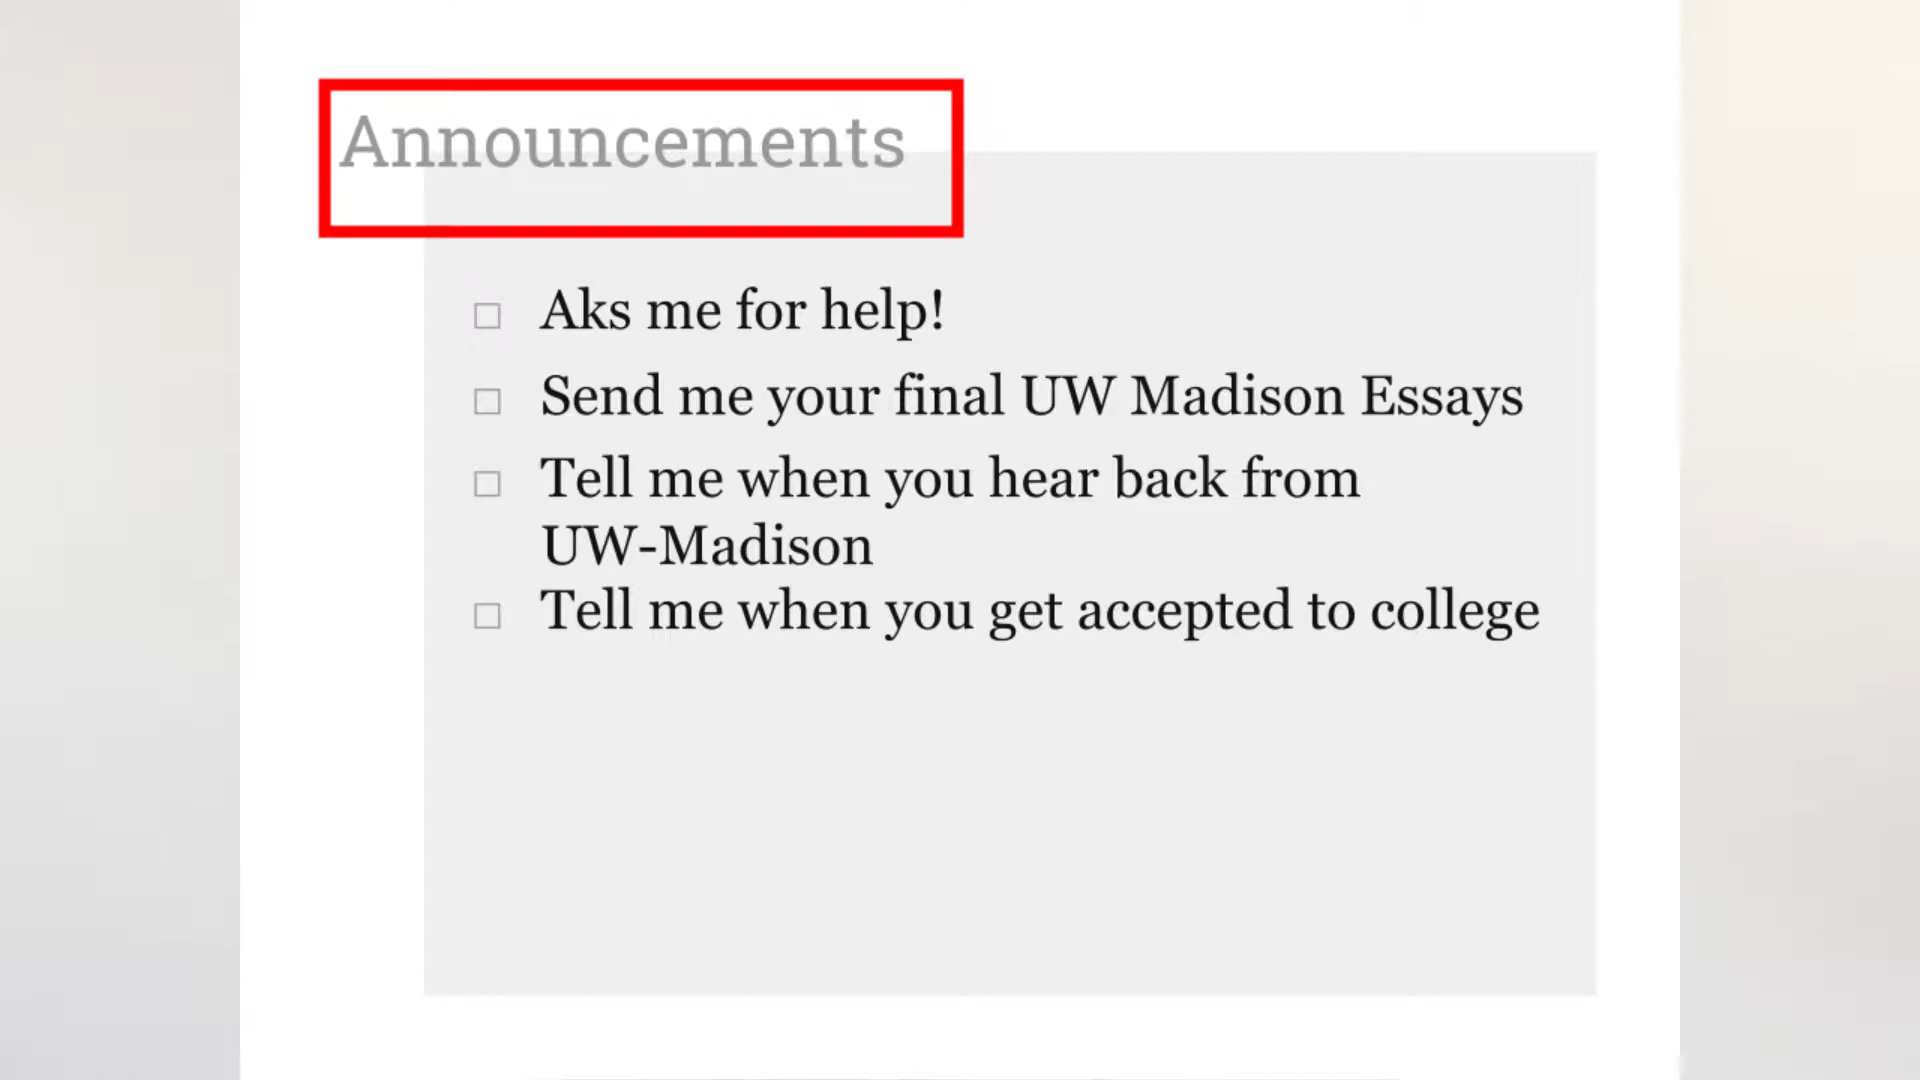 Announcements
Aks me for help!
Send me your final UW Madison Essays
Tell me when you hear back from
UW-Madison
Tell me when you get accepted to college